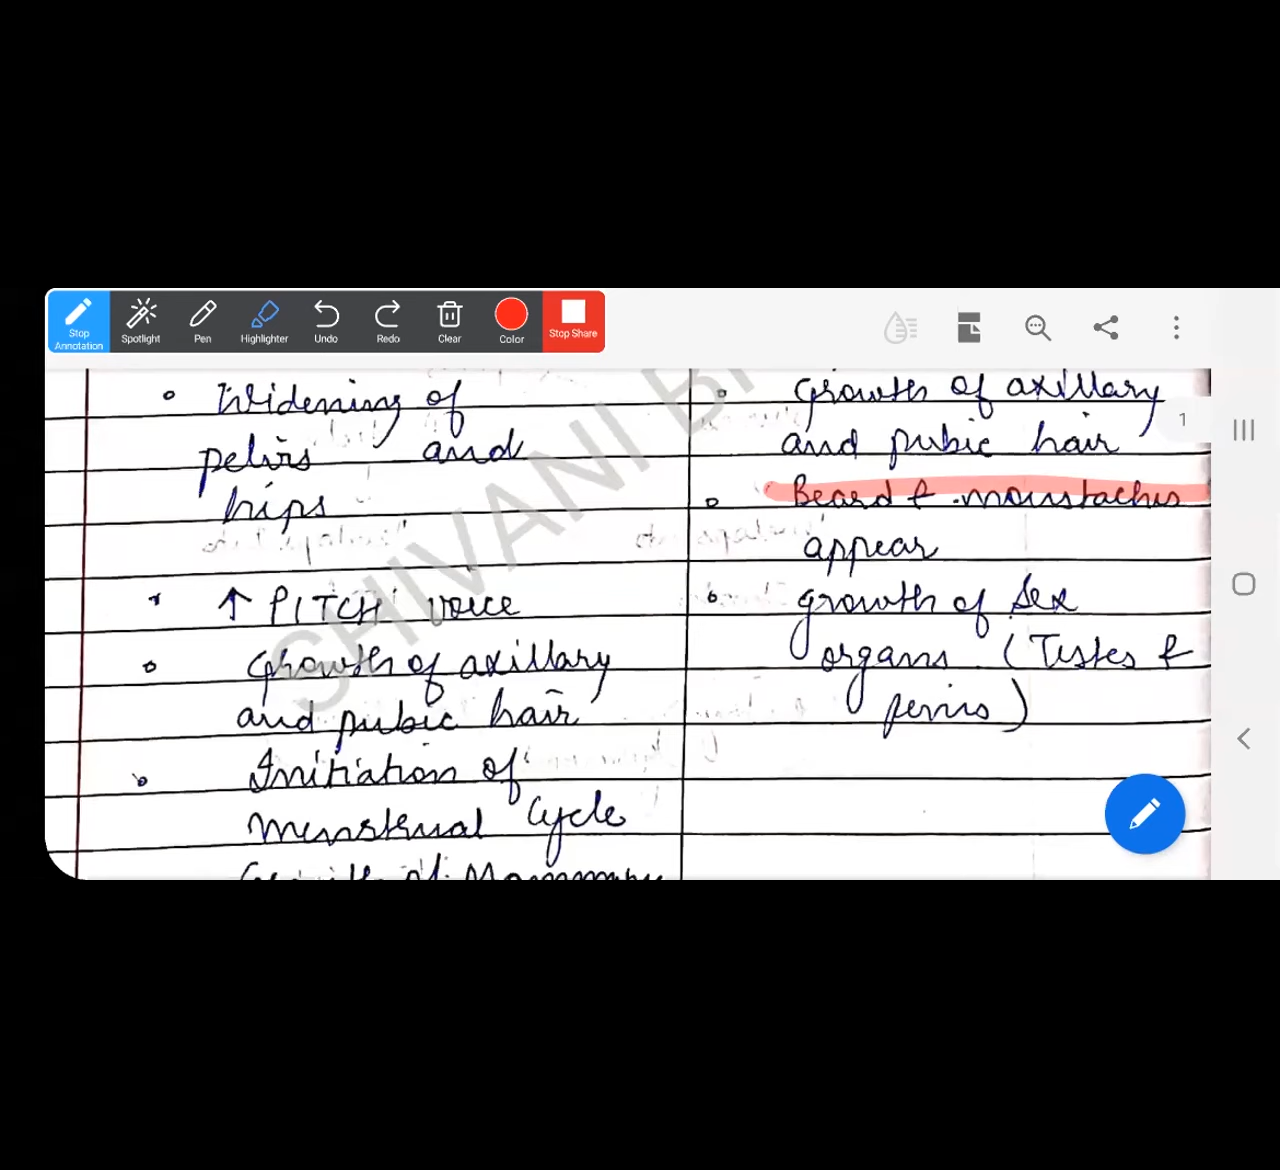 Stop Annotation
Spotlight
Pen
Highlighter
Undo
Redo
Clear
Color
Stop Share
1
SHIVANI
Widening of
pelvis and
hips
↑ PITCH voice
Growth of axillary
and pubic hair
Initiation of
menstrual Cycle
Growth of axillary
and pubic hair
Beard & moustaches
appear
growth of Sex
organs (Testes &
penis)